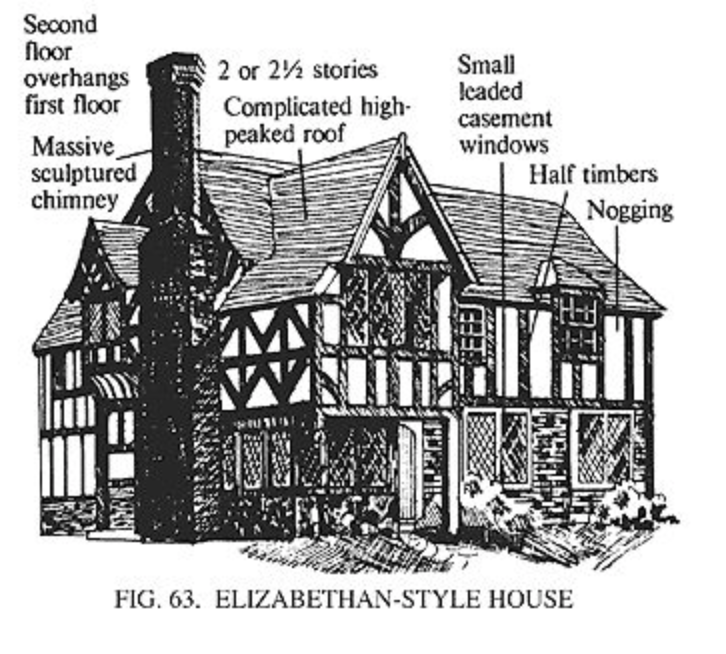 Second
floor
overhangs
first floor
2 or 2½ stories
Complicated high-
peaked roof
Massive
sculptured
chimney
Small
leaded
casement
windows
Half timbers
Nogging
FIG. 63. ELIZABETHAN-STYLE HOUSE